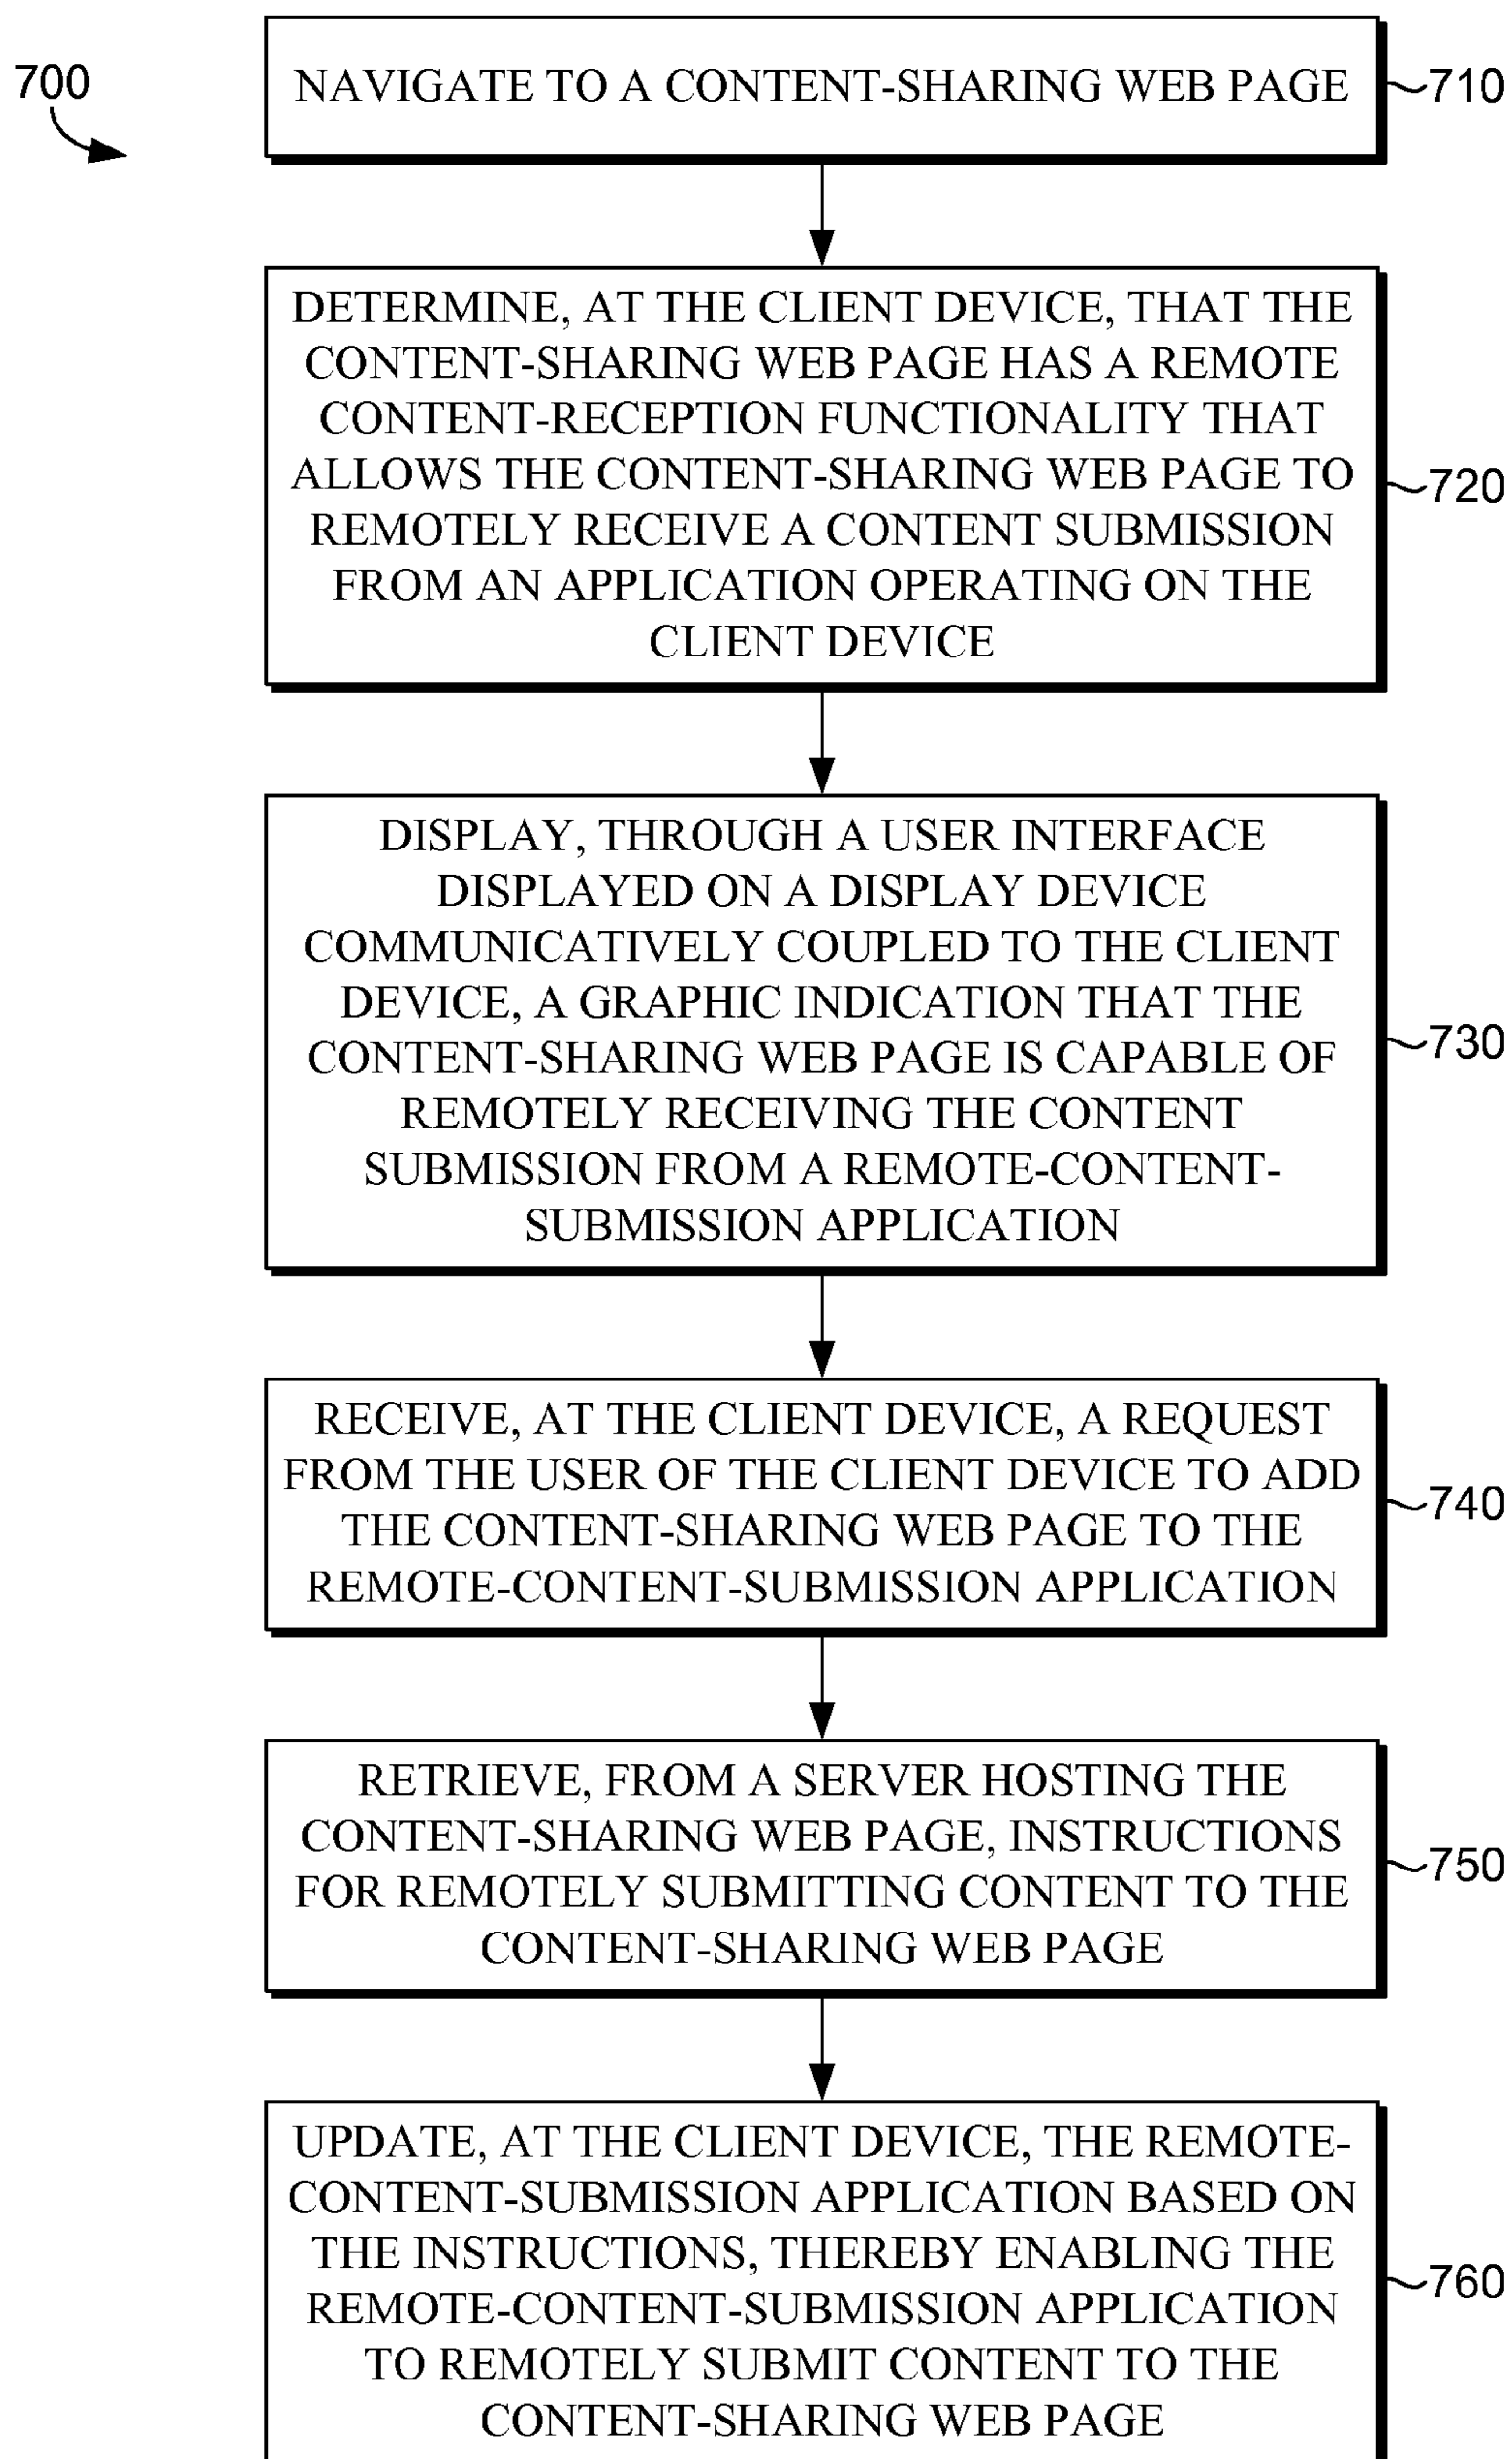 700
NAVIGATE TO A CONTENT-SHARING WEB PAGE
710
DETERMINE, AT THE CLIENT DEVICE, THAT THE
CONTENT-SHARING WEB PAGE HAS A REMOTE
CONTENT-RECEPTION FUNCTIONALITY THAT
ALLOWS THE CONTENT-SHARING WEB PAGE TO
REMOTELY RECEIVE A CONTENT SUBMISSION
FROM AN APPLICATION OPERATING ON THE
CLIENT DEVICE
720
DISPLAY, THROUGH A USER INTERFACE
DISPLAYED ON A DISPLAY DEVICE
COMMUNICATIVELY COUPLED TO THE CLIENT
DEVICE, A GRAPHIC INDICATION THAT THE
CONTENT-SHARING WEB PAGE IS CAPABLE OF
REMOTELY RECEIVING THE CONTENT
SUBMISSION FROM A REMOTE-CONTENT-
SUBMISSION APPLICATION
730
RECEIVE, AT THE CLIENT DEVICE, A REQUEST
FROM THE USER OF THE CLIENT DEVICE TO ADD
THE CONTENT-SHARING WEB PAGE TO THE
REMOTE-CONTENT-SUBMISSION APPLICATION
740
RETRIEVE, FROM A SERVER HOSTING THE
CONTENT-SHARING WEB PAGE, INSTRUCTIONS
FOR REMOTELY SUBMITTING CONTENT TO THE
CONTENT-SHARING WEB PAGE
750
UPDATE, AT THE CLIENT DEVICE, THE REMOTE-
CONTENT-SUBMISSION APPLICATION BASED ON
THE INSTRUCTIONS, THEREBY ENABLING THE
REMOTE-CONTENT-SUBMISSION APPLICATION
TO REMOTELY SUBMIT CONTENT TO THE
CONTENT-SHARING WEB PAGE
760